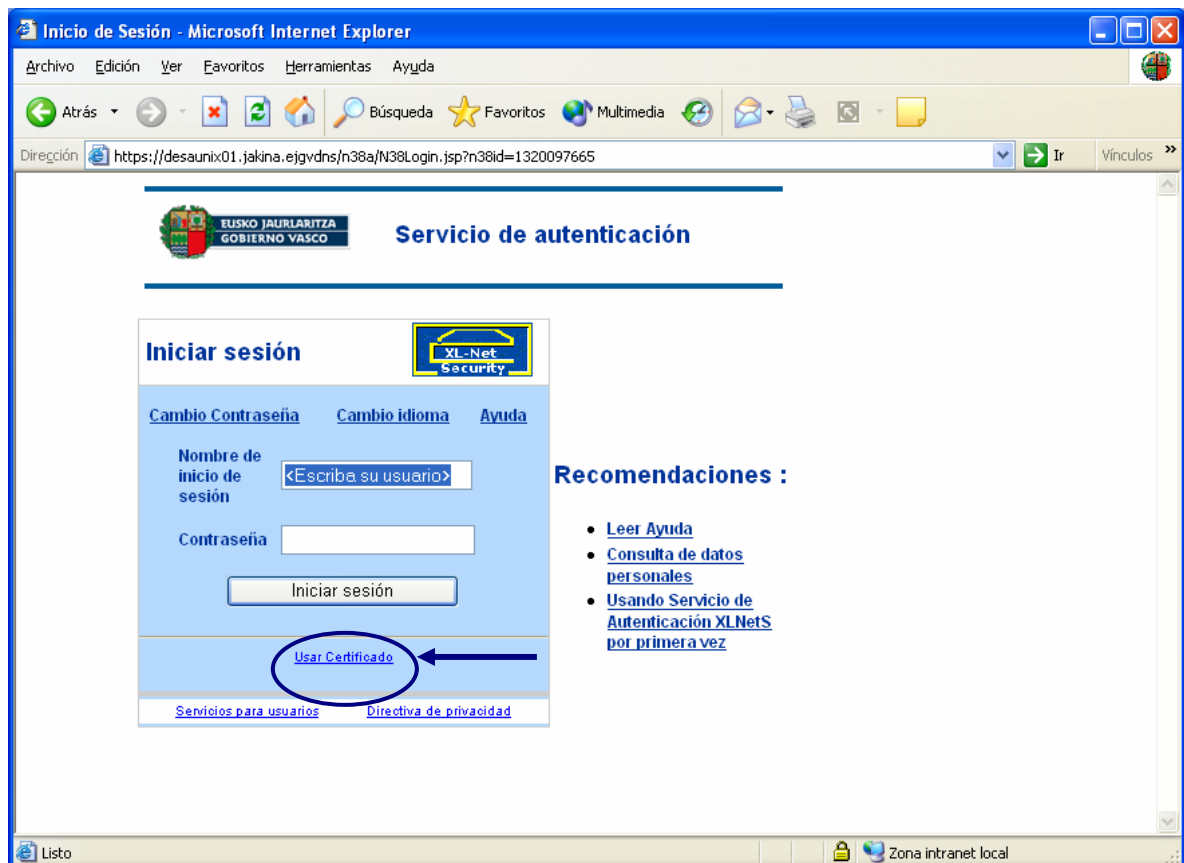 Inicio de Sesión - Microsoft Internet Explorer
Archivo Edición Ver Favoritos Herramientas Ayuda
Atrás Búsqueda Favoritos Multimedia
Dirección https://desaunix01.jakina.ejgvdns/n38a/N38Login.jsp?n38id=1320097665 Ir Vínculos »
EUSKO JAURLARITZA
GOBIERNO VASCO
Servicio de autenticación
Iniciar sesión
XL-Net
Security
Cambio Contraseña Cambio idioma Ayuda
Nombre de
inicio de
sesión
<Escriba su usuario>
Contraseña
Iniciar sesión
Usar Certificado
Servicios para usuarios Directiva de privacidad
Recomendaciones :
Leer Ayuda
Consulta de datos
personales
Usando Servicio de
Autenticación XLNetS
por primera vez
Listo Zona intranet local